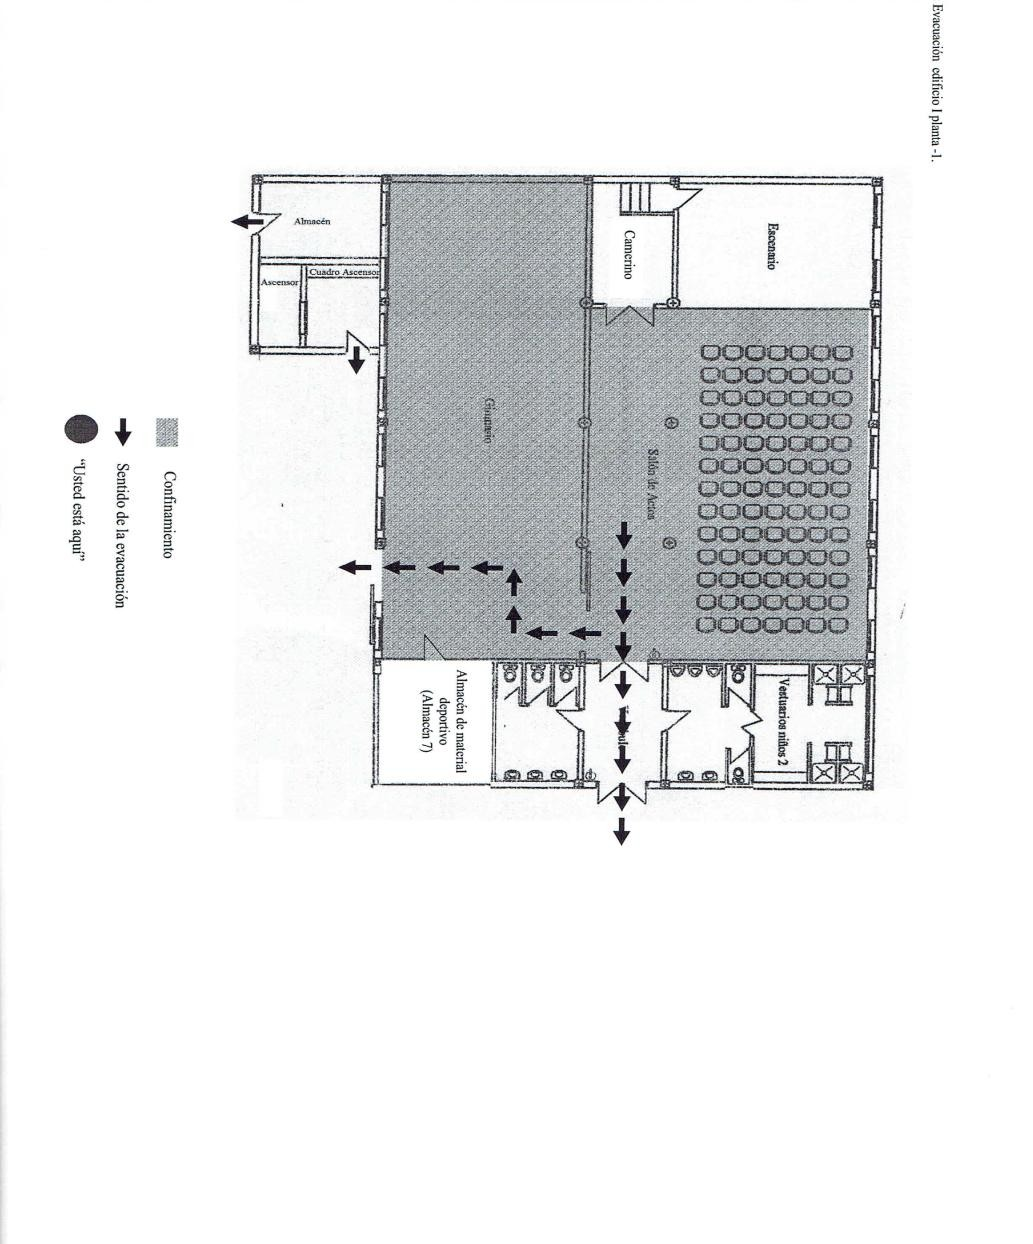 Evacuación edificio I planta -1.
Escenario
Camerino
Almacén
Cuadro Ascensor
Ascensor
Gimnasio
Salón de Actos
Vestuarios niños 2
Almacén de material
deportivo
(Almacén 7)
Confinamiento
Sentido de la evacuación
“Usted está aquí”